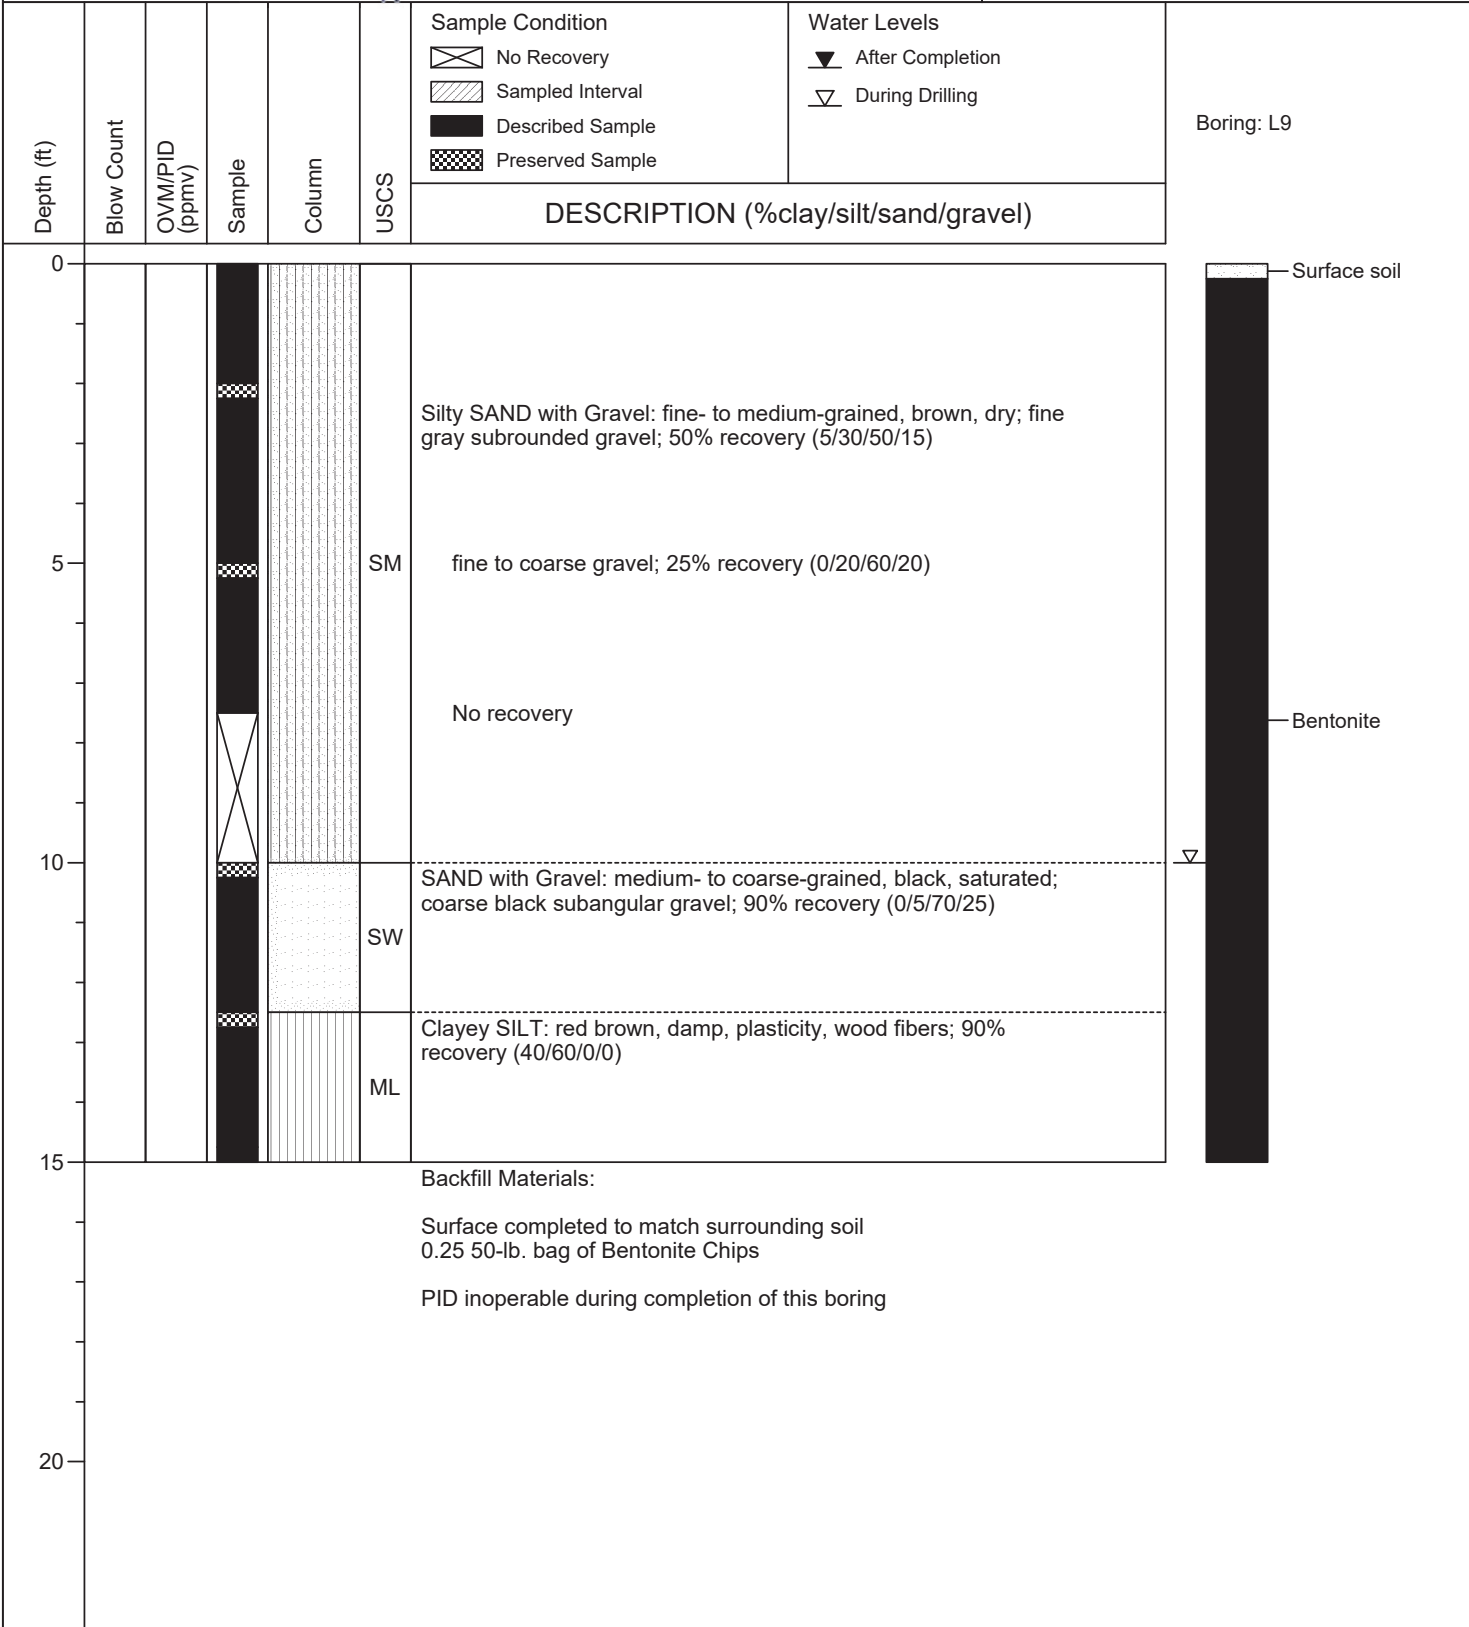 Depth (ft)
Blow Count
OVM/PID
(ppmv)
Sample
Column
USCS
Sample Condition
No Recovery
Sampled Interval
Described Sample
Preserved Sample
Water Levels
After Completion
During Drilling
DESCRIPTION (%clay/silt/sand/gravel)
Boring: L9
0
Surface soil
Silty SAND with Gravel: fine- to medium-grained, brown, dry; fine
gray subrounded gravel; 50% recovery (5/30/50/15)
5
SM
fine to coarse gravel; 25% recovery (0/20/60/20)
No recovery
Bentonite
10
SAND with Gravel: medium- to coarse-grained, black, saturated;
coarse black subangular gravel; 90% recovery (0/5/70/25)
SW
Clayey SILT: red brown, damp, plasticity, wood fibers; 90%
recovery (40/60/0/0)
ML
15
Backfill Materials:
Surface completed to match surrounding soil
0.25 50-lb. bag of Bentonite Chips
PID inoperable during completion of this boring
20